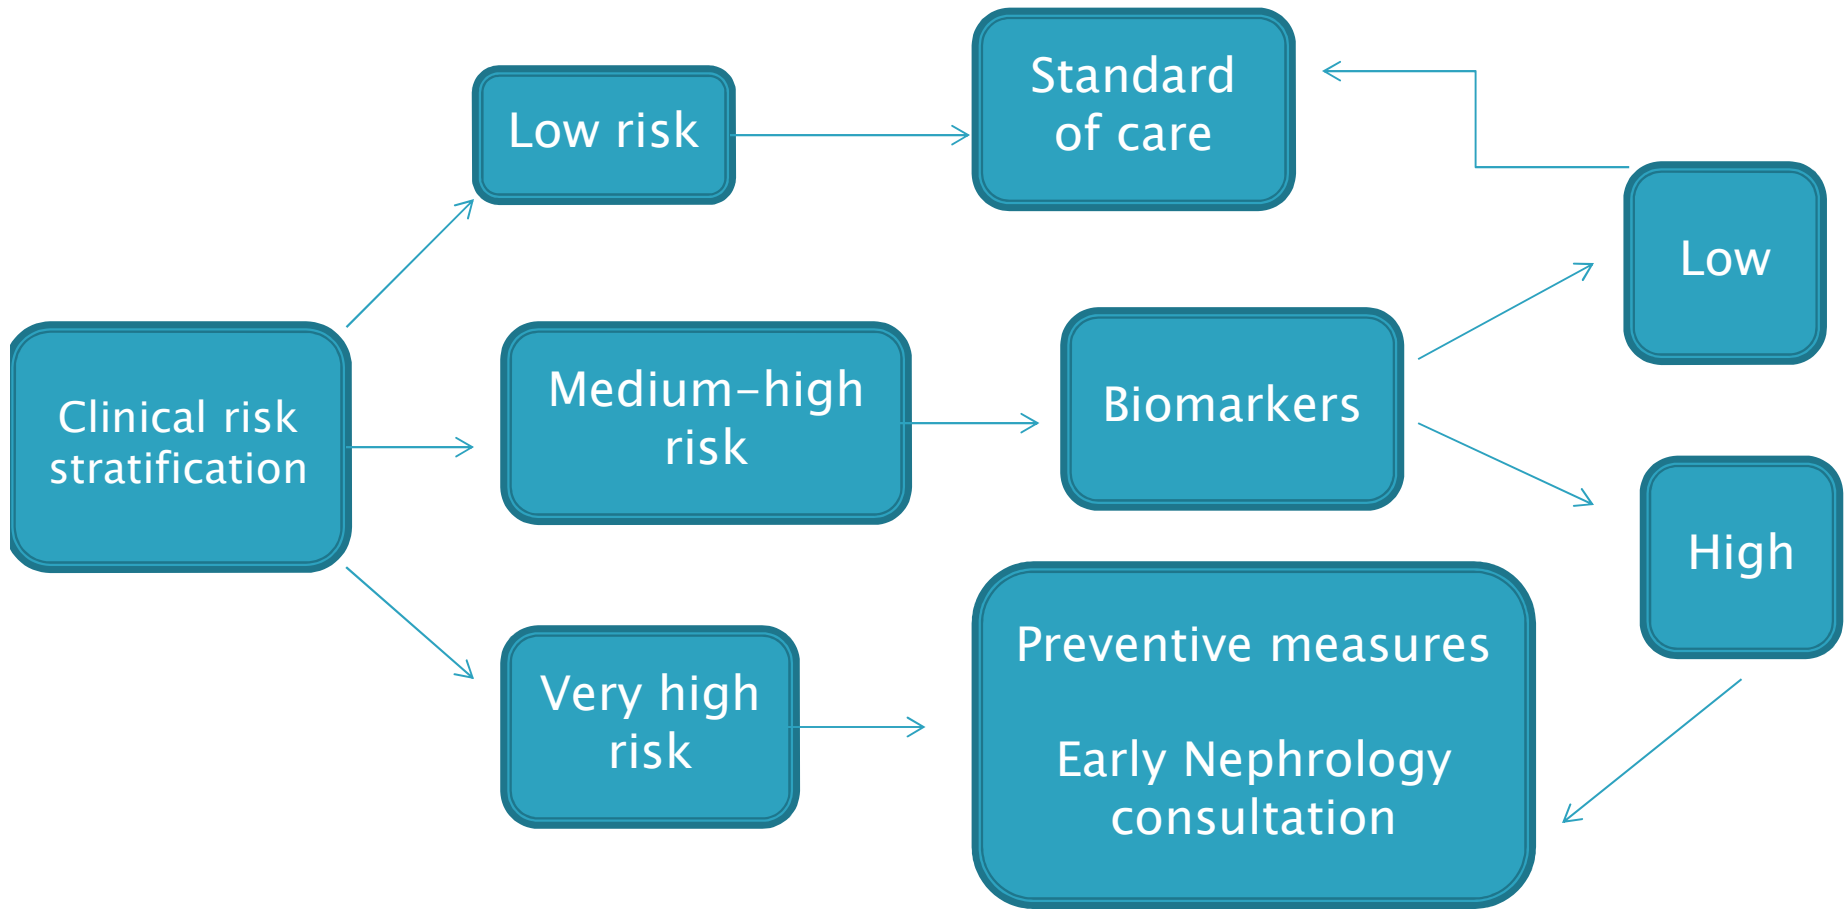 Low risk
Standard
of care
Low
Clinical risk
stratification
Medium-high
risk
Biomarkers
High
Very high
risk
Preventive measures
Early Nephrology
consultation